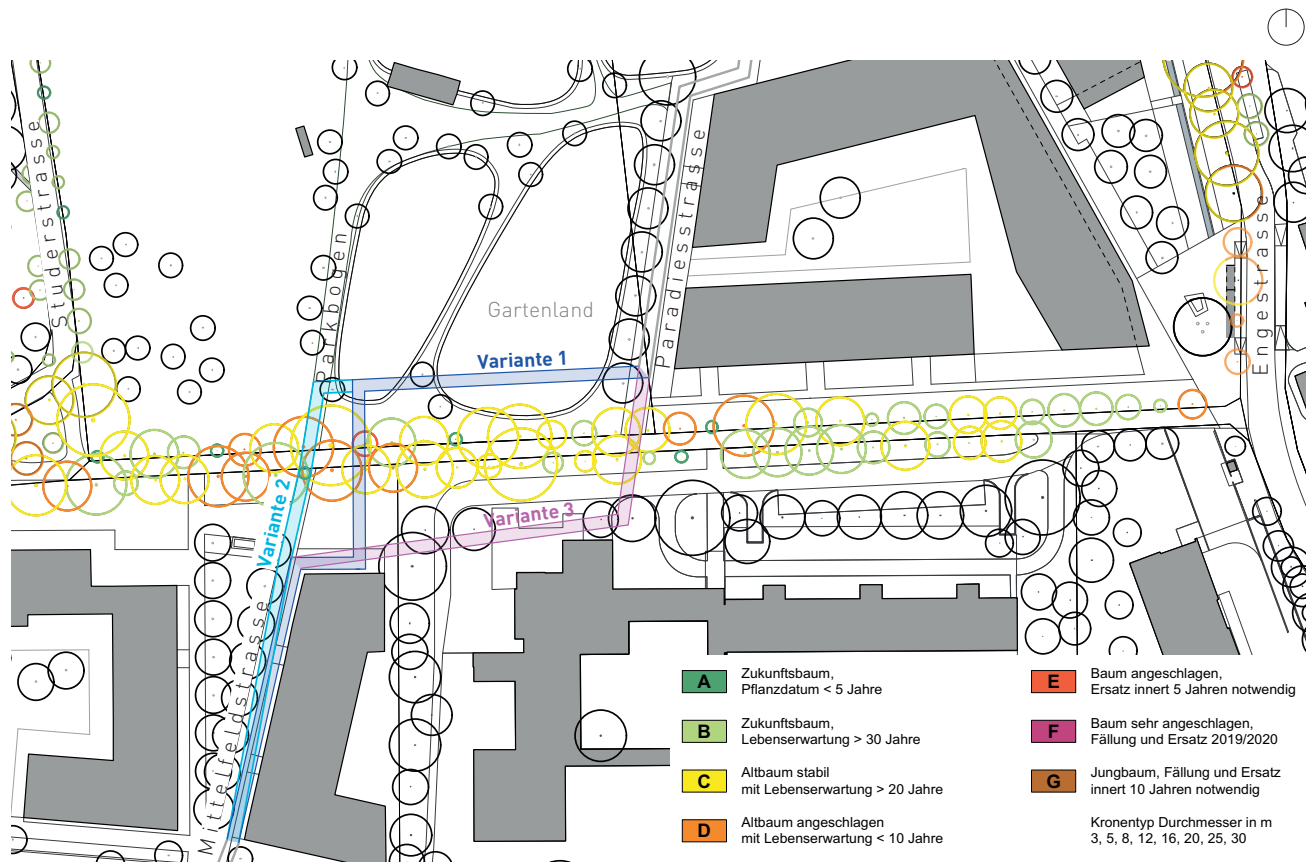 Studerstrasse
Parkbogen
Paradiesstrasse
Engestrasse
Gartenland
Variante 1
Variante 2
Variante 3
Mittelfeldstrasse
A
Zukunftsbaum,
Pflanzdatum < 5 Jahre
B
Zukunftsbaum,
Lebenserwartung > 30 Jahre
C
Altbaum stabil
mit Lebenserwartung > 20 Jahre
D
Altbaum angeschlagen
mit Lebenserwartung < 10 Jahre
E
Baum angeschlagen,
Ersatz innert 5 Jahren notwendig
F
Baum sehr angeschlagen,
Fällung und Ersatz 2019/2020
G
Jungbaum, Fällung und Ersatz
innert 10 Jahren notwendig
Kronentyp Durchmesser in m
3, 5, 8, 12, 16, 20, 25, 30